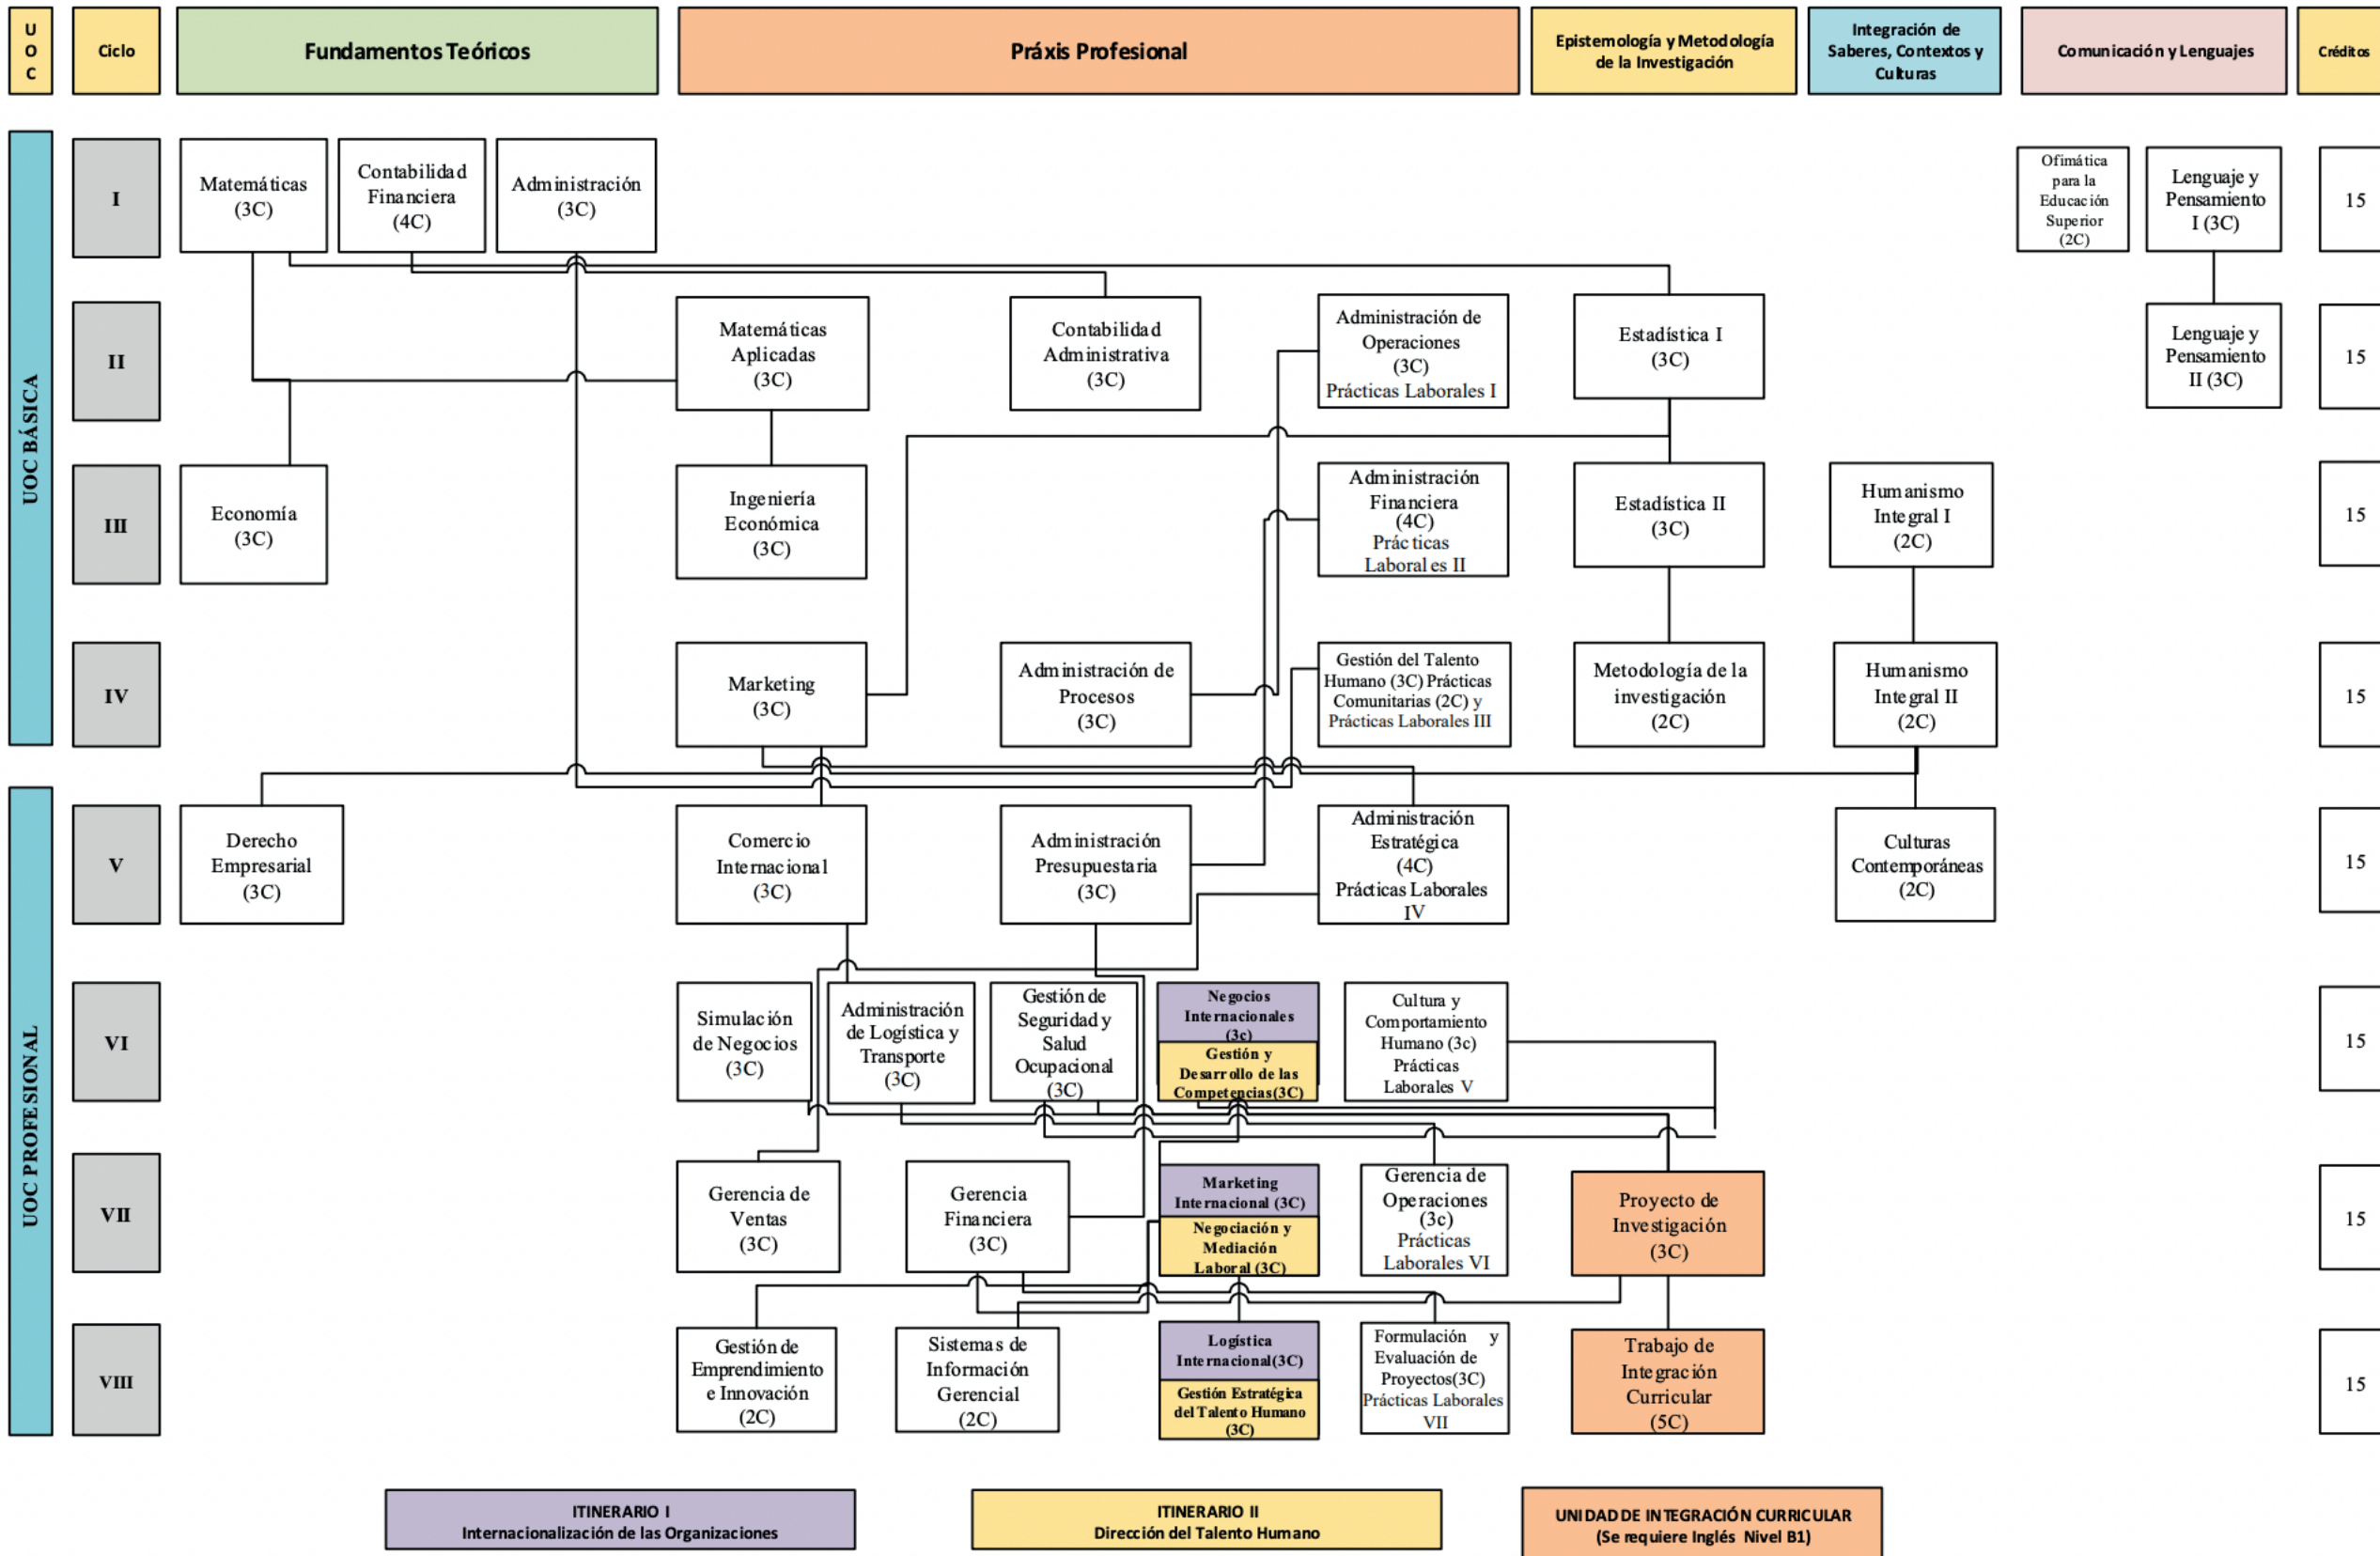 U
O
C
Ciclo
Fundamentos Teóricos
Práxis Profesional
Epistemología y Metodología
de la Investigación
Integración de
Saberes, Contextos y
Culturas
Comunicación y Lenguajes
Créditos
UOC BÁSICA
I
Matemáticas
(3C)
Contabilidad
Financiera
(4C)
Administración
(3C)
Ofimática
para la
Educación
Superior
(2C)
Lenguaje y
Pensamiento
I (3C)
15
II
Matemáticas
Aplicadas
(3C)
Contabilidad
Administrativa
(3C)
Administración de
Operaciones
(3C)
Prácticas Laborales I
Estadística I
(3C)
Lenguaje y
Pensamiento
II (3C)
15
III
Economía
(3C)
Ingeniería
Económica
(3C)
Administración
Financiera
(4C)
Prácticas
Laborales II
Estadística II
(3C)
Humanismo
Integral I
(2C)
15
IV
Marketing
(3C)
Administración de
Procesos
(3C)
Gestión del Talento
Humano (3C) Prácticas
Comunitarias (2C) y
Prácticas Laborales III
Metodología de la
investigación
(2C)
Humanismo
Integral II
(2C)
15
UOC PROFESIONAL
V
Derecho
Empresarial
(3C)
Comercio
Internacional
(3C)
Administración
Presupuestaria
(3C)
Administración
Estratégica
(4C)
Prácticas Laborales
IV
Culturas
Contemporáneas
(2C)
15
VI
Simulación
de Negocios
(3C)
Administración
de Logística y
Transporte
(3C)
Gestión de
Seguridad y
Salud
Ocupacional
(3C)
Negocios
Internacionales
(3c)
Gestión y
Desarrollo de las
Competencias(3C)
Cultura y
Comportamiento
Humano (3c)
Prácticas
Laborales V
15
VII
Gerencia de
Ventas
(3C)
Gerencia
Financiera
(3C)
Marketing
Internacional (3C)
Negociación y
Mediación
Laboral (3C)
Gerencia de
Operaciones
(3c)
Prácticas
Laborales VI
Proyecto de
Investigación
(3C)
15
VIII
Gestión de
Emprendimiento
e Innovación
(2C)
Sistemas de
Información
Gerencial
(2C)
Logística
Internacional(3C)
Gestión Estratégica
del Talento Humano
(3C)
Formulación y
Evaluación de
Proyectos(3C)
Prácticas Laborales
VII
Trabajo de
Integración
Curricular
(5C)
15
ITINERARIO I
Internacionalización de las Organizaciones
ITINERARIO II
Dirección del Talento Humano
UNIDAD DE INTEGRACIÓN CURRICULAR
(Se requiere Inglés Nivel B1)